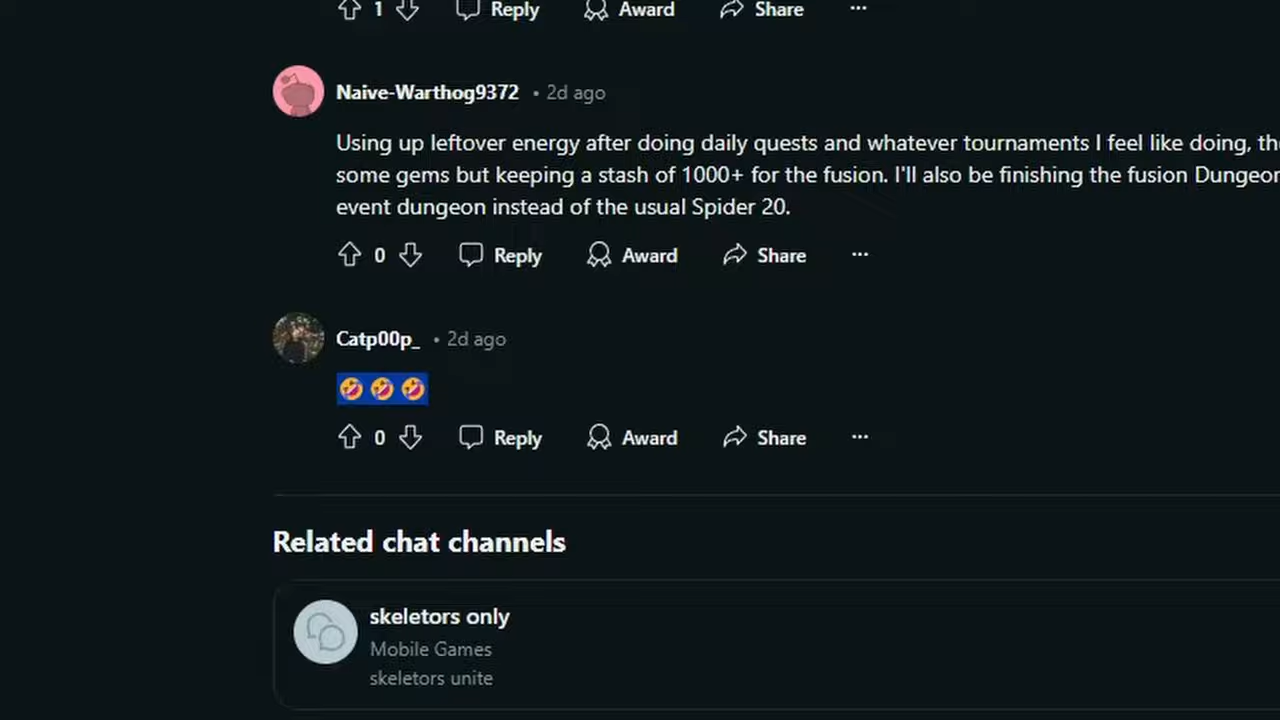 1 Reply Award Share ...
Naive-Warthog9372 • 2d ago
Using up leftover energy after doing daily quests and whatever tournaments I feel like doing,
some gems but keeping a stash of 1000+ for the fusion. I'll also be finishing the fusion Dungeon
event dungeon instead of the usual Spider 20.
0 Reply Award Share ...
Catp00p_ • 2d ago
🤣 🤣 🤣
0 Reply Award Share ...
Related chat channels
skeletors only
Mobile Games
skeletors unite